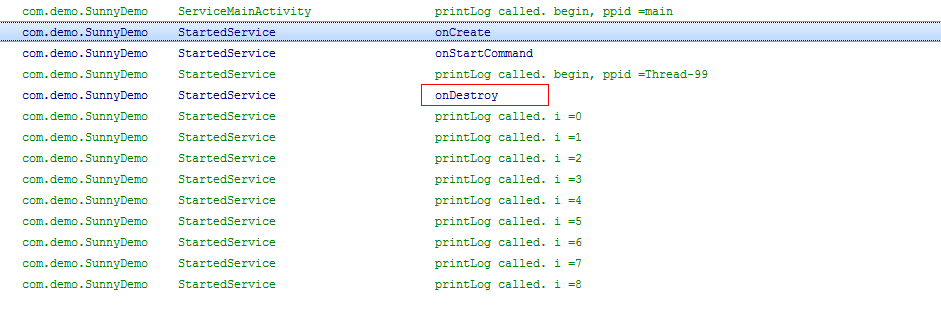 com.demo.SunnyDemo ServiceMainActivity printLog called. begin, ppid =main
com.demo.SunnyDemo StartedService onCreate
com.demo.SunnyDemo StartedService onStartCommand
com.demo.SunnyDemo StartedService printLog called. begin, ppid =Thread-99
com.demo.SunnyDemo StartedService onDestroy
com.demo.SunnyDemo StartedService printLog called. i =0
com.demo.SunnyDemo StartedService printLog called. i =1
com.demo.SunnyDemo StartedService printLog called. i =2
com.demo.SunnyDemo StartedService printLog called. i =3
com.demo.SunnyDemo StartedService printLog called. i =4
com.demo.SunnyDemo StartedService printLog called. i =5
com.demo.SunnyDemo StartedService printLog called. i =6
com.demo.SunnyDemo StartedService printLog called. i =7
com.demo.SunnyDemo StartedService printLog called. i =8